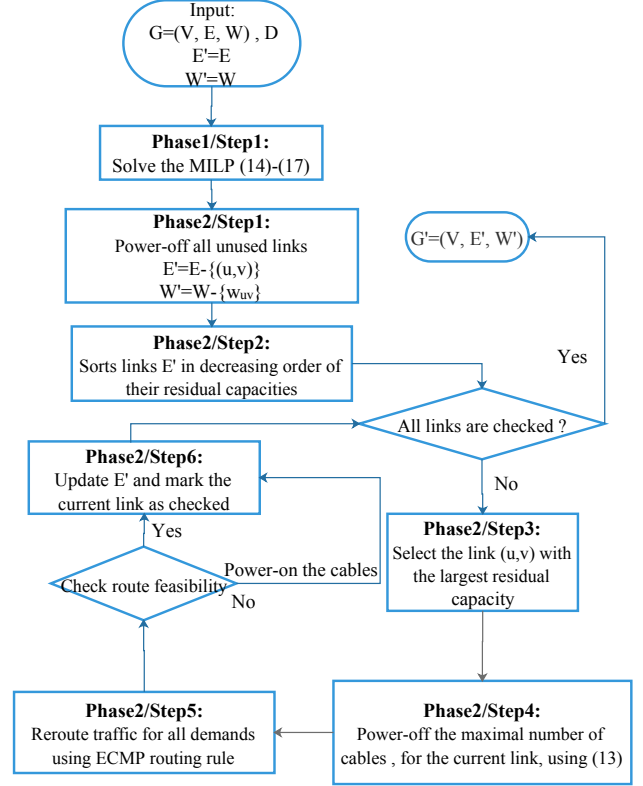 Input:
G=(V, E, W) , D
E'=E
W'=W
Phase1/Step1:
Solve the MILP (14)-(17)
Phase2/Step1:
Power-off all unused links
E'=E-{(u,v)}
W'=W-{wuv}
G'=(V, E', W')
Phase2/Step2:
Sorts links E' in decreasing order of
their residual capacities
Yes
All links are checked ?
No
Phase2/Step6:
Update E' and mark the
current link as checked
Yes
Phase2/Step3:
Select the link (u,v) with
the largest residual
capacity
Check route feasibility
Power-on the cables
No
Phase2/Step5:
Reroute traffic for all demands
using ECMP routing rule
Phase2/Step4:
Power-off the maximal number of
cables , for the current link, using (13)